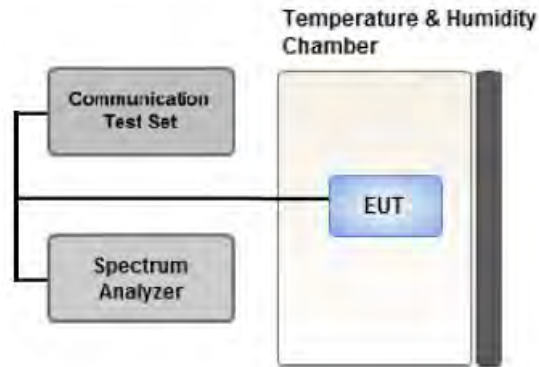 Temperature & Humidity
Chamber
Communication
Test Set
EUT
Spectrum
Analyzer